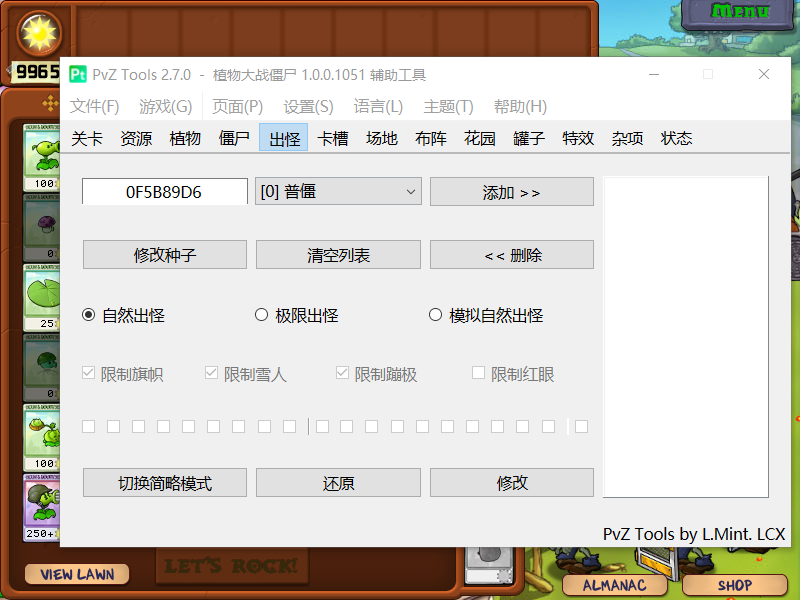 Menu
9965
Pt PvZ Tools 2.7.0 - 植物大战僵尸 1.0.0.1051 辅助工具
文件(F) 游戏(G) 页面(P) 设置(S) 语言(L) 主题(T) 帮助(H)
关卡 资源 植物 僵尸 出怪 卡槽 场地 布阵 花园 罐子 特效 杂项 状态
100
0F5B89D6 [0] 普僵 添加 >>
0
修改种子 清空列表 << 删除
25
自然出怪 极限出怪 模拟自然出怪
限制旗帜 限制雪人 限制蹦极 限制红眼
0
100
切换简略模式 还原 修改
250+
PvZ Tools by L.Mint. LCX
LET'S ROCK!
VIEW LAWN
ALMANAC
SHOP